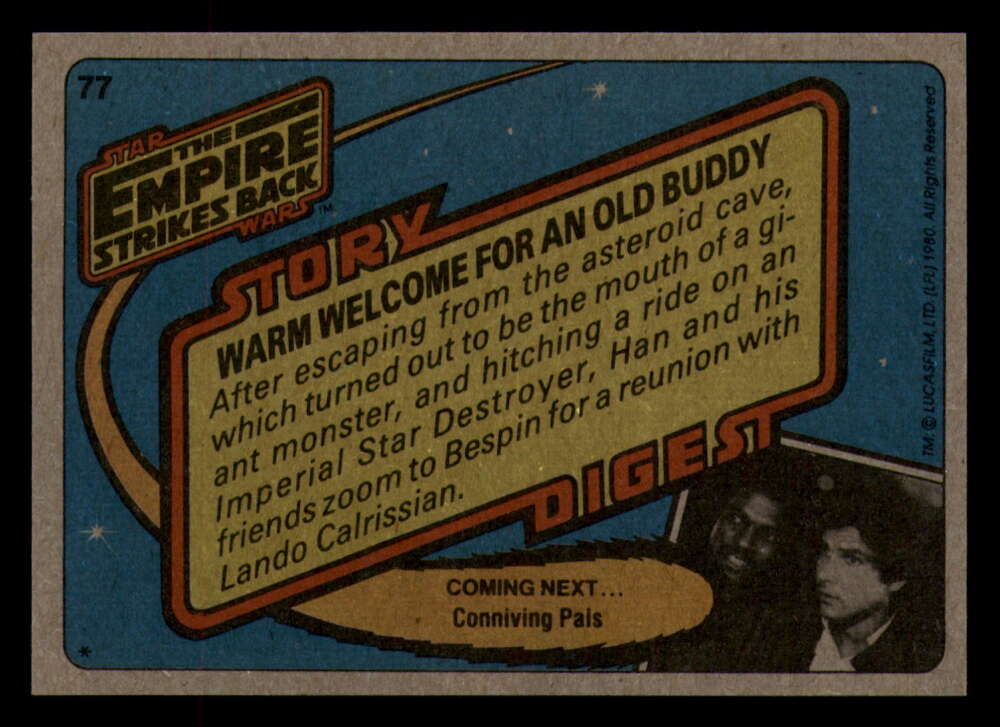 77
STAR
THE
EMPIRE
STRIKES BACK
WARS™
STORY
WARM WELCOME FOR AN OLD BUDDY
After escaping from the asteroid cave,
which turned out to be the mouth of a gi-
ant monster, and hitching a ride on an
Imperial Star Destroyer, Han and his
friends zoom to Bespin for a reunion with
Lando Calrissian.
DIGEST
COMING NEXT...
Conniving Pals
*
TM: © LUCASFILM, LTD. (LFL) 1980. All Rights Reserved